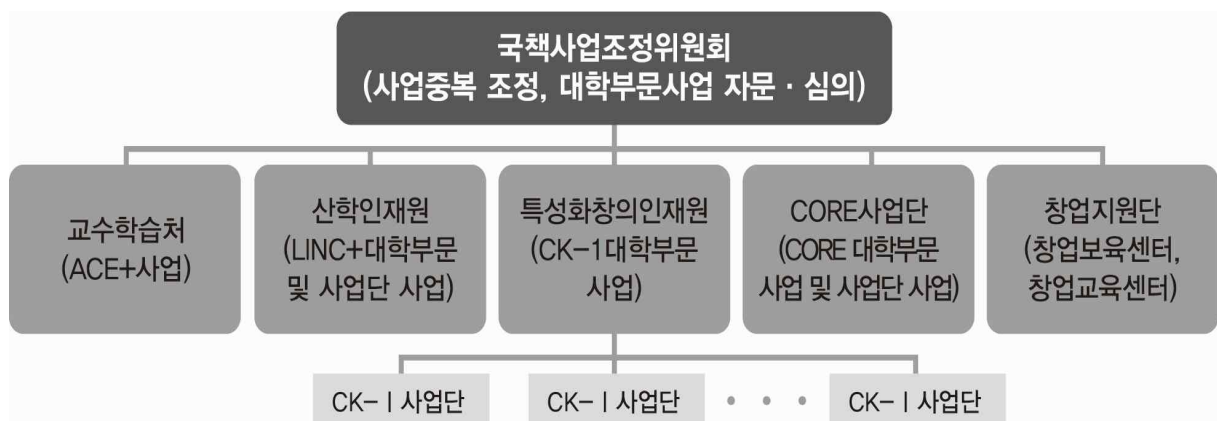 국책사업조정위원회
(사업중복 조정, 대학부문사업 자문 · 심의)
교수학습처
(ACE+사업)
산학인재원
(LINC+대학부문
및 사업단 사업)
특성화창의인재원
(CK-1대학부문
사업)
CORE사업단
(CORE 대학부문
사업 및 사업단 사업)
창업지원단
(창업보육센터,
창업교육센터)
CK-Ⅰ사업단
CK-Ⅰ사업단
· · ·
CK-Ⅰ사업단